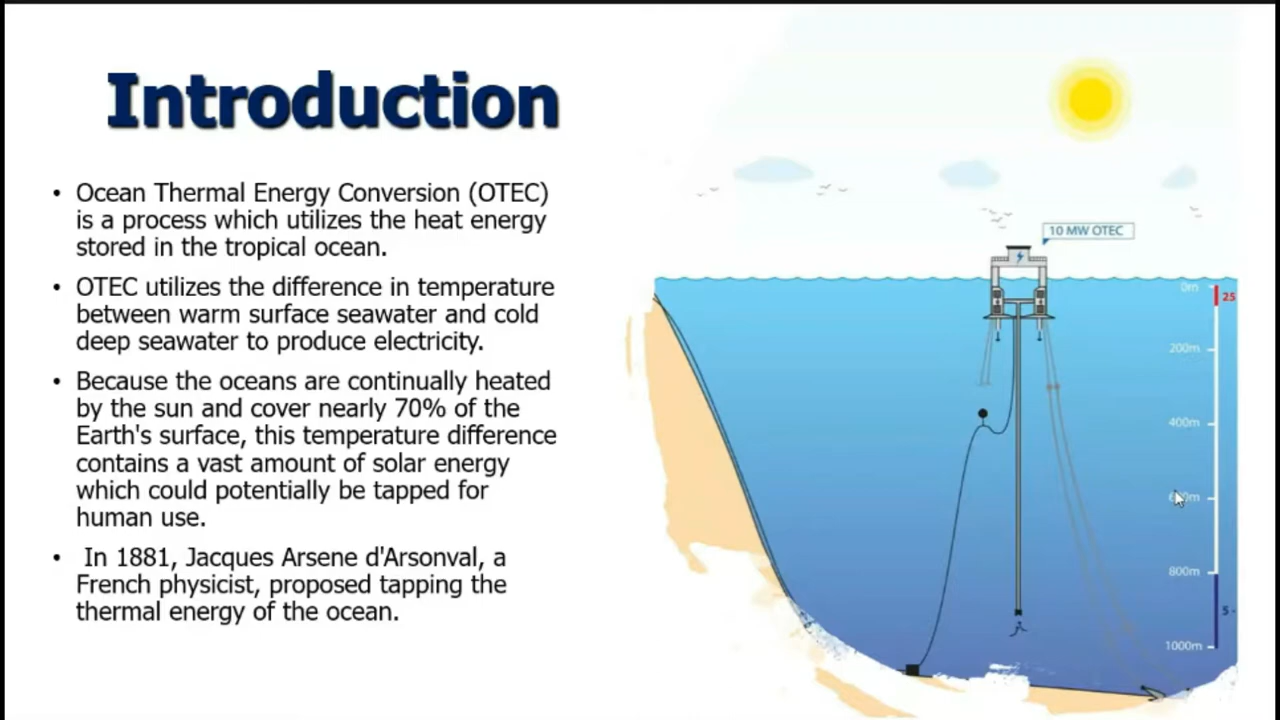 Introduction
• Ocean Thermal Energy Conversion (OTEC)
is a process which utilizes the heat energy
stored in the tropical ocean.
• OTEC utilizes the difference in temperature
between warm surface seawater and cold
deep seawater to produce electricity.
• Because the oceans are continually heated
by the sun and cover nearly 70% of the
Earth's surface, this temperature difference
contains a vast amount of solar energy
which could potentially be tapped for
human use.
• In 1881, Jacques Arsene d'Arsonval, a
French physicist, proposed tapping the
thermal energy of the ocean.
10 MW OTEC
0m
25
200m
400m
800m
5 -
1000m